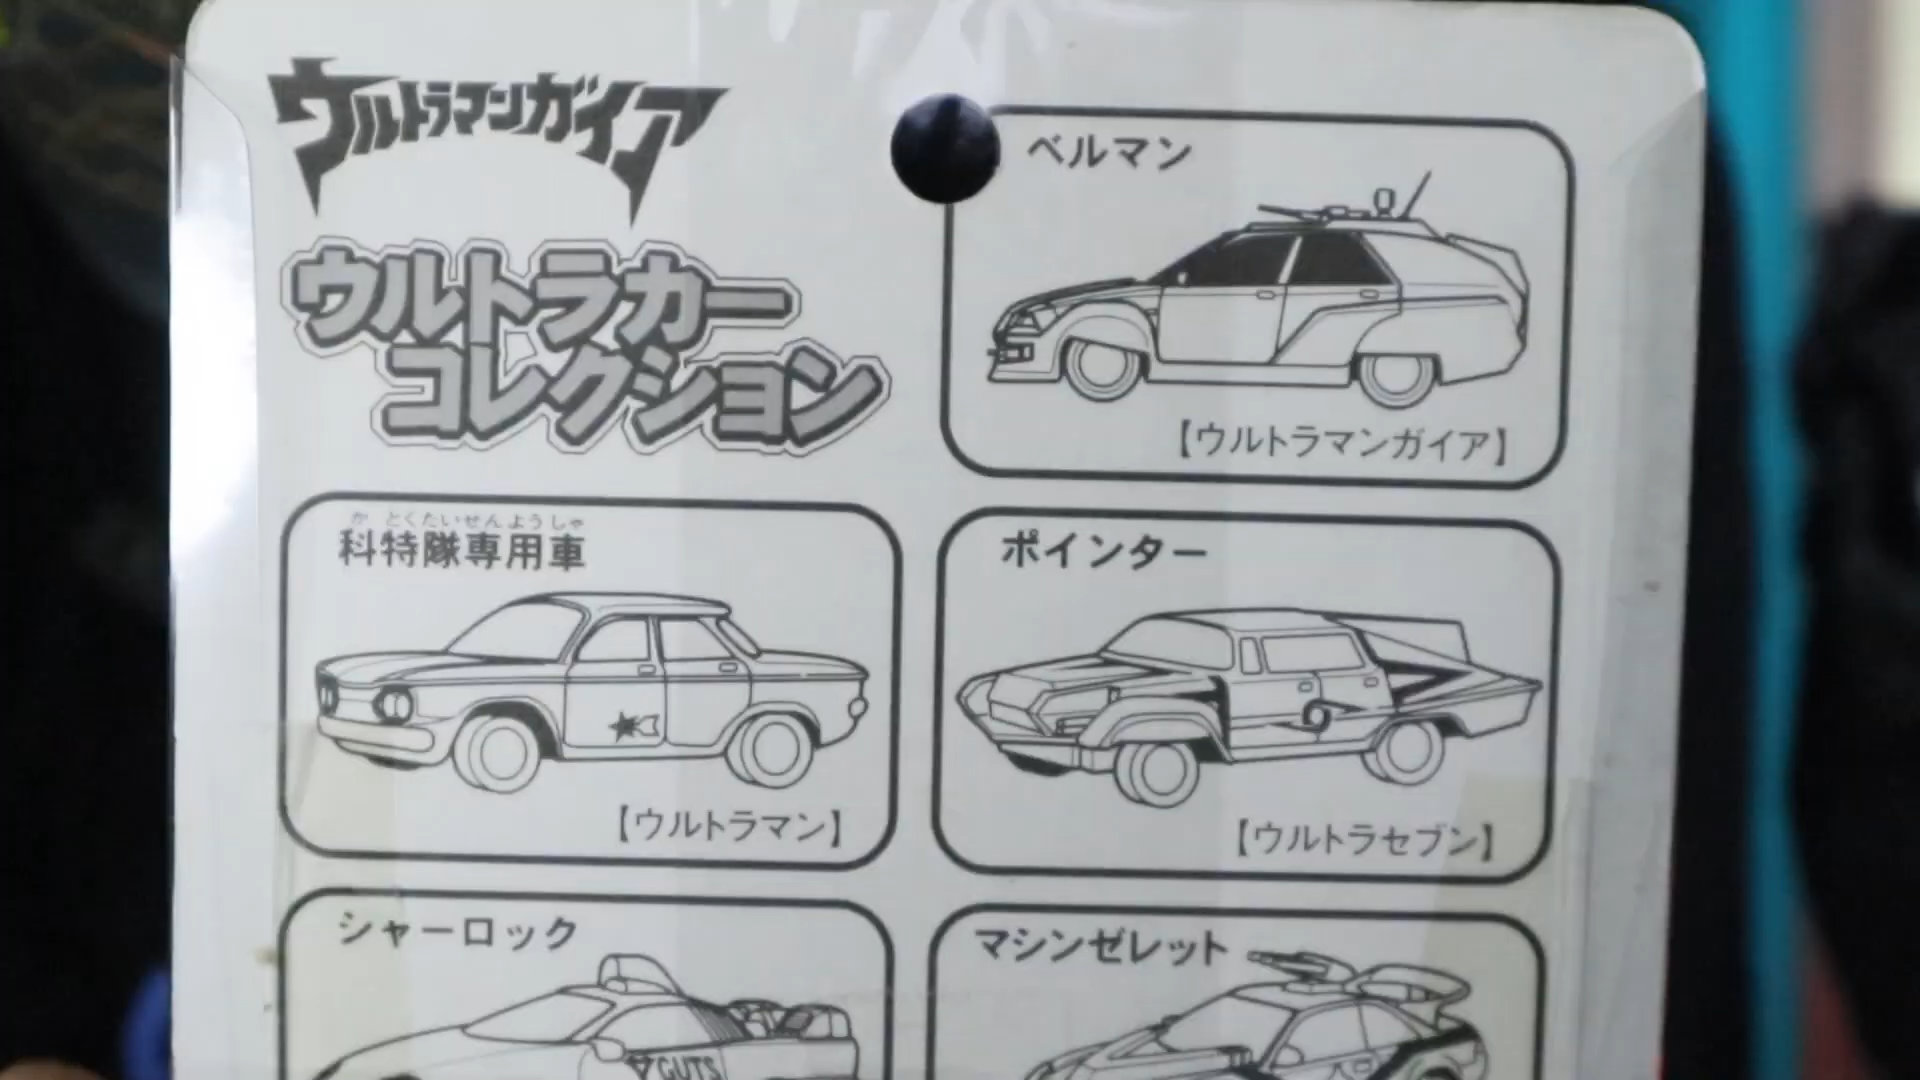 ウルトラマンガイア
ウルトラカー
コレクション
ベルマン
【ウルトラマンガイア】
かとくたいせんようしゃ
科特隊専用車
【ウルトラマン】
ポインター
【ウルトラセブン】
シャーロック
GUTS
マシンゼレット